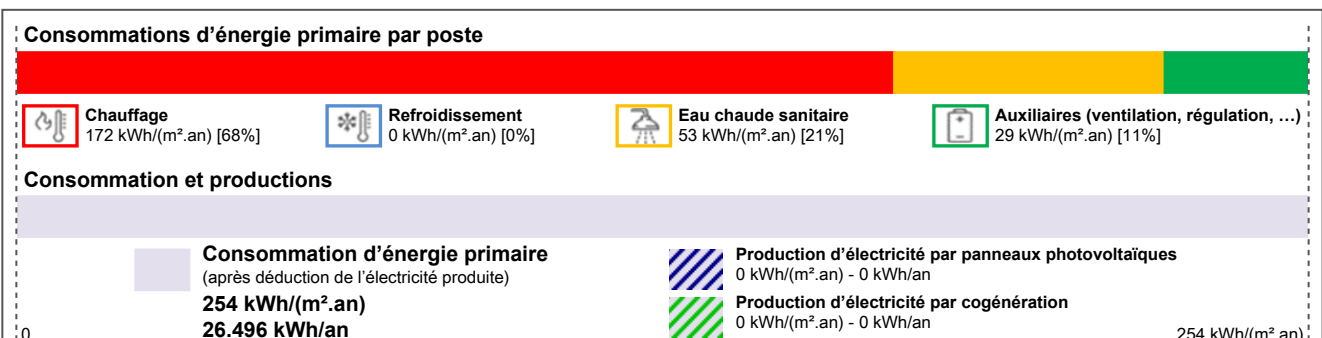 Consommations d'énergie primaire par poste
Chauffage
172 kWh/(m².an) [68%]
Refroidissement
0 kWh/(m².an) [0%]
Eau chaude sanitaire
53 kWh/(m².an) [21%]
Auxiliaires (ventilation, régulation, …)
29 kWh/(m².an) [11%]
Consommation et productions
Consommation d'énergie primaire
(après déduction de l'électricité produite)
254 kWh/(m².an)
26.496 kWh/an
Production d'électricité par panneaux photovoltaïques
0 kWh/(m².an) - 0 kWh/an
Production d'électricité par cogénération
0 kWh/(m².an) - 0 kWh/an
0
254 kWh/(m².an)